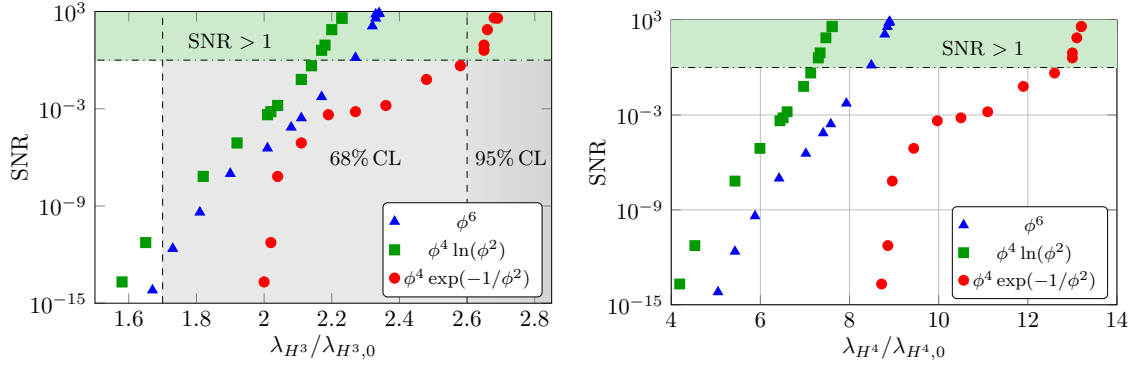 10^3
10^{-3}
10^{-9}
10^{-15}
SNR
SNR > 1
68% CL
95% CL
ϕ^6
ϕ^4 ln(ϕ^2)
ϕ^4 exp(−1/ϕ^2)
1.6 1.8 2 2.2 2.4 2.6 2.8
λ_{H^3}/λ_{H^3,0}
10^3
10^{-3}
10^{-9}
10^{-15}
SNR
SNR > 1
ϕ^6
ϕ^4 ln(ϕ^2)
ϕ^4 exp(−1/ϕ^2)
4 6 8 10 12 14
λ_{H^4}/λ_{H^4,0}